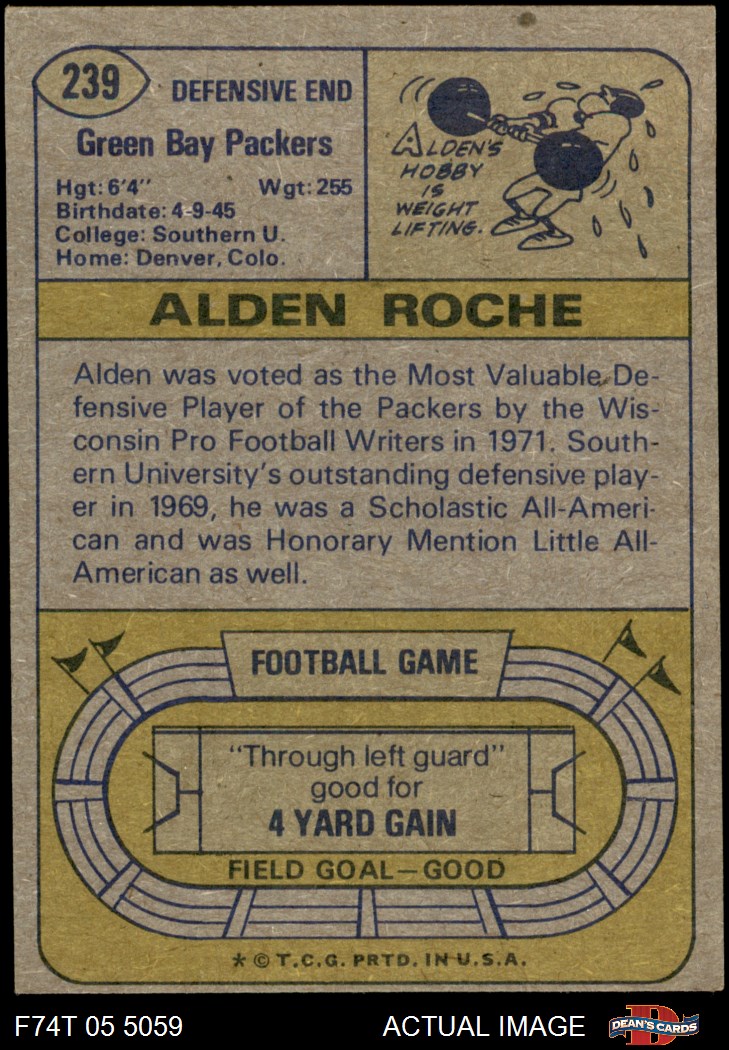 239
DEFENSIVE END
Green Bay Packers
Hgt: 6'4" Wgt: 255
Birthdate: 4-9-45
College: Southern U.
Home: Denver, Colo.
ALDEN'S
HOBBY
IS
WEIGHT
LIFTING.
ALDEN ROCHE
Alden was voted as the Most Valuable De-
fensive Player of the Packers by the Wis-
consin Pro Football Writers in 1971. South-
ern University's outstanding defensive play-
er in 1969, he was a Scholastic All-Ameri-
can and was Honorary Mention Little All-
American as well.
FOOTBALL GAME
"Through left guard"
good for
4 YARD GAIN
FIELD GOAL—GOOD
* © T.C.G. PRTD. IN U.S.A.
F74T 05 5059 ACTUAL IMAGE DEAN'S CARDS